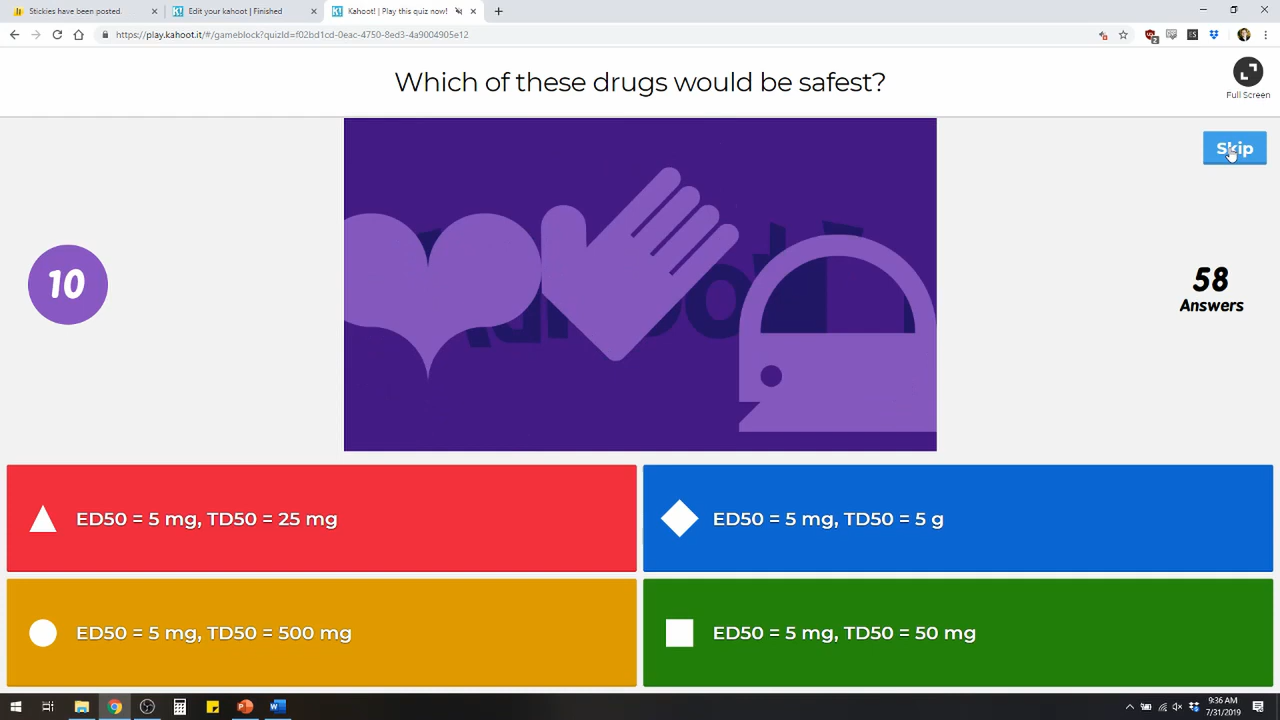 Stickies have been posted.
Edit your kahoot | Finished
Kahoot! | Play this quiz now!
https://play.kahoot.it/#/gameblock?quizId=f02bd1cd-0eac-4750-8ed3-4a9004905e12
Which of these drugs would be safest?
Full Screen
Skip
10
58
Answers
ED50 = 5 mg, TD50 = 25 mg
ED50 = 5 mg, TD50 = 5 g
ED50 = 5 mg, TD50 = 500 mg
ED50 = 5 mg, TD50 = 50 mg
9:36 AM
7/31/2019